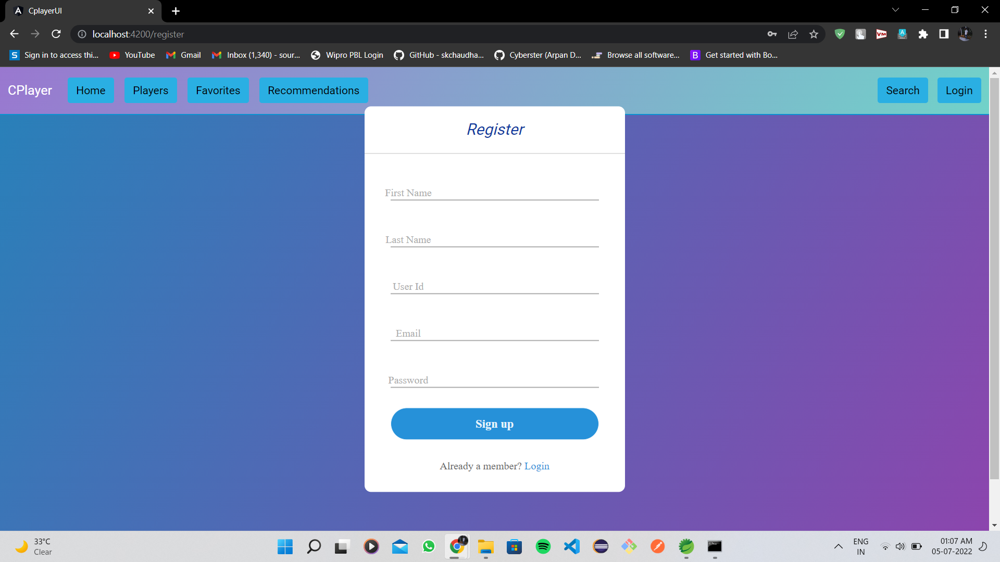 CplayerUI
localhost:4200/register
Sign in to access thi...
YouTube
Gmail
Inbox (1,340) - sour...
Wipro PBL Login
GitHub - skchaudha...
Cyberster (Arpan D...
Browse all software...
Get started with Bo...
CPlayer
Home
Players
Favorites
Recommendations
Search
Login
Register
First Name
Last Name
User Id
Email
Password
Sign up
Already a member? Login
33°C
Clear
ENG
IN
01:07 AM
05-07-2022